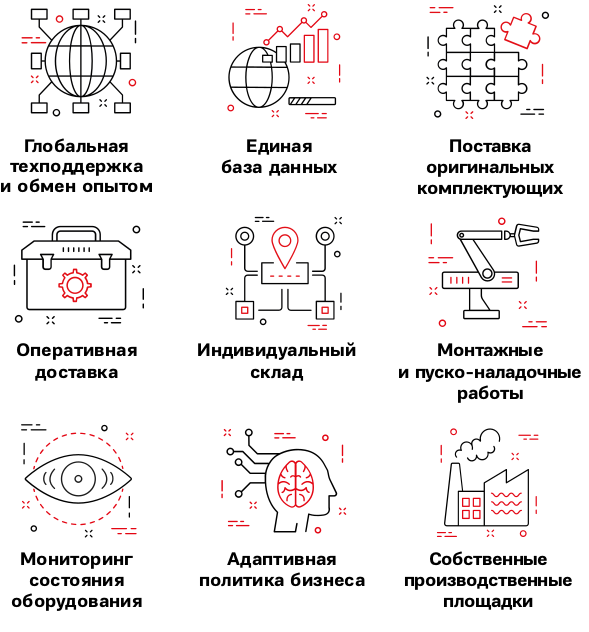 Глобальная
техподдержка
и обмен опытом
Единая
база данных
Поставка
оригинальных
комплектующих
Оперативная
доставка
Индивидуальный
склад
Монтажные
и пуско-наладочные
работы
Мониторинг
состояния
оборудования
Адаптивная
политика бизнеса
Собственные
производственные
площадки